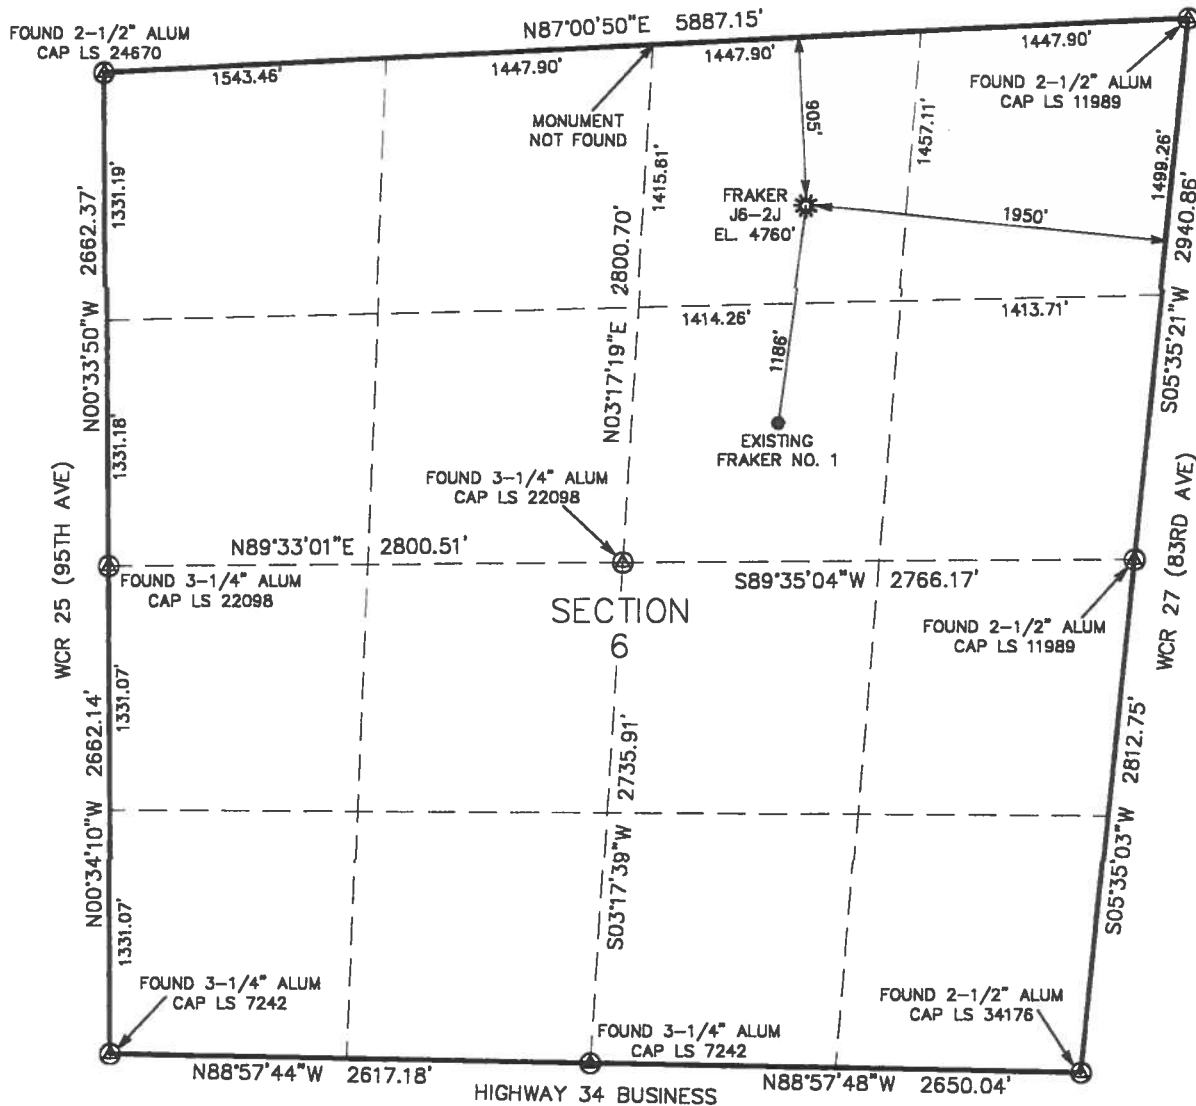 N87°00'50"E 5887.15'
FOUND 2-1/2" ALUM
CAP LS 24670
1543.46'
1447.90'
1447.90'
1447.90'
FOUND 2-1/2" ALUM
CAP LS 11989
MONUMENT
NOT FOUND
905'
1457.11'
1415.81'
1499.26'
2940.86'
S05°35'21"W
1331.19'
2662.37'
N00°33'50"W
1331.18'
FRAKER
J6-2J
EL. 4760'
1950'
2800.70'
N03°17'19"E
1414.26'
1413.71'
1186'
EXISTING
FRAKER NO. 1
FOUND 3-1/4" ALUM
CAP LS 22098
WCR 25 (95TH AVE)
WCR 27 (83RD AVE)
N89°33'01"E 2800.51'
S89°35'04"W 2766.17'
FOUND 3-1/4" ALUM
CAP LS 22098
SECTION
6
FOUND 2-1/2" ALUM
CAP LS 11989
1331.07'
2662.14'
N00°34'10"W
1331.07'
2735.91'
S03°17'39"W
2812.75'
S05°35'03"W
FOUND 3-1/4" ALUM
CAP LS 7242
FOUND 3-1/4" ALUM
CAP LS 7242
FOUND 2-1/2" ALUM
CAP LS 34176
N88°57'44"W 2617.18'
HIGHWAY 34 BUSINESS
N88°57'48"W 2650.04'